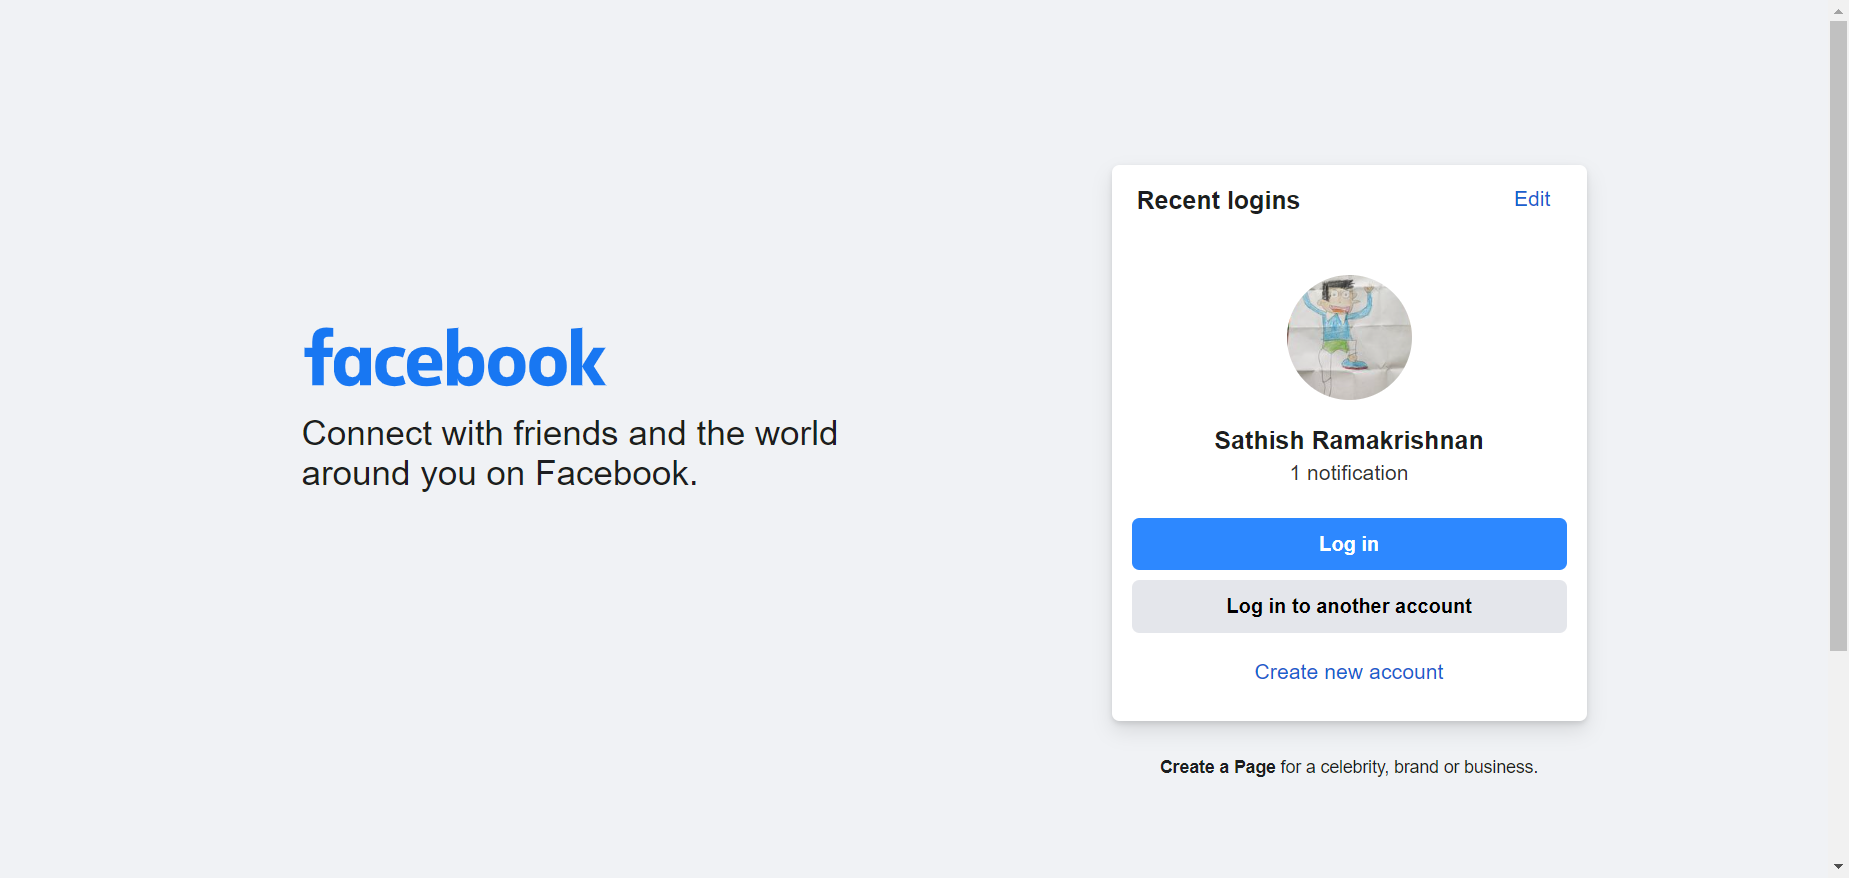 facebook
Connect with friends and the world
around you on Facebook.
Recent logins
Edit
Sathish Ramakrishnan
1 notification
Log in
Log in to another account
Create new account
Create a Page for a celebrity, brand or business.